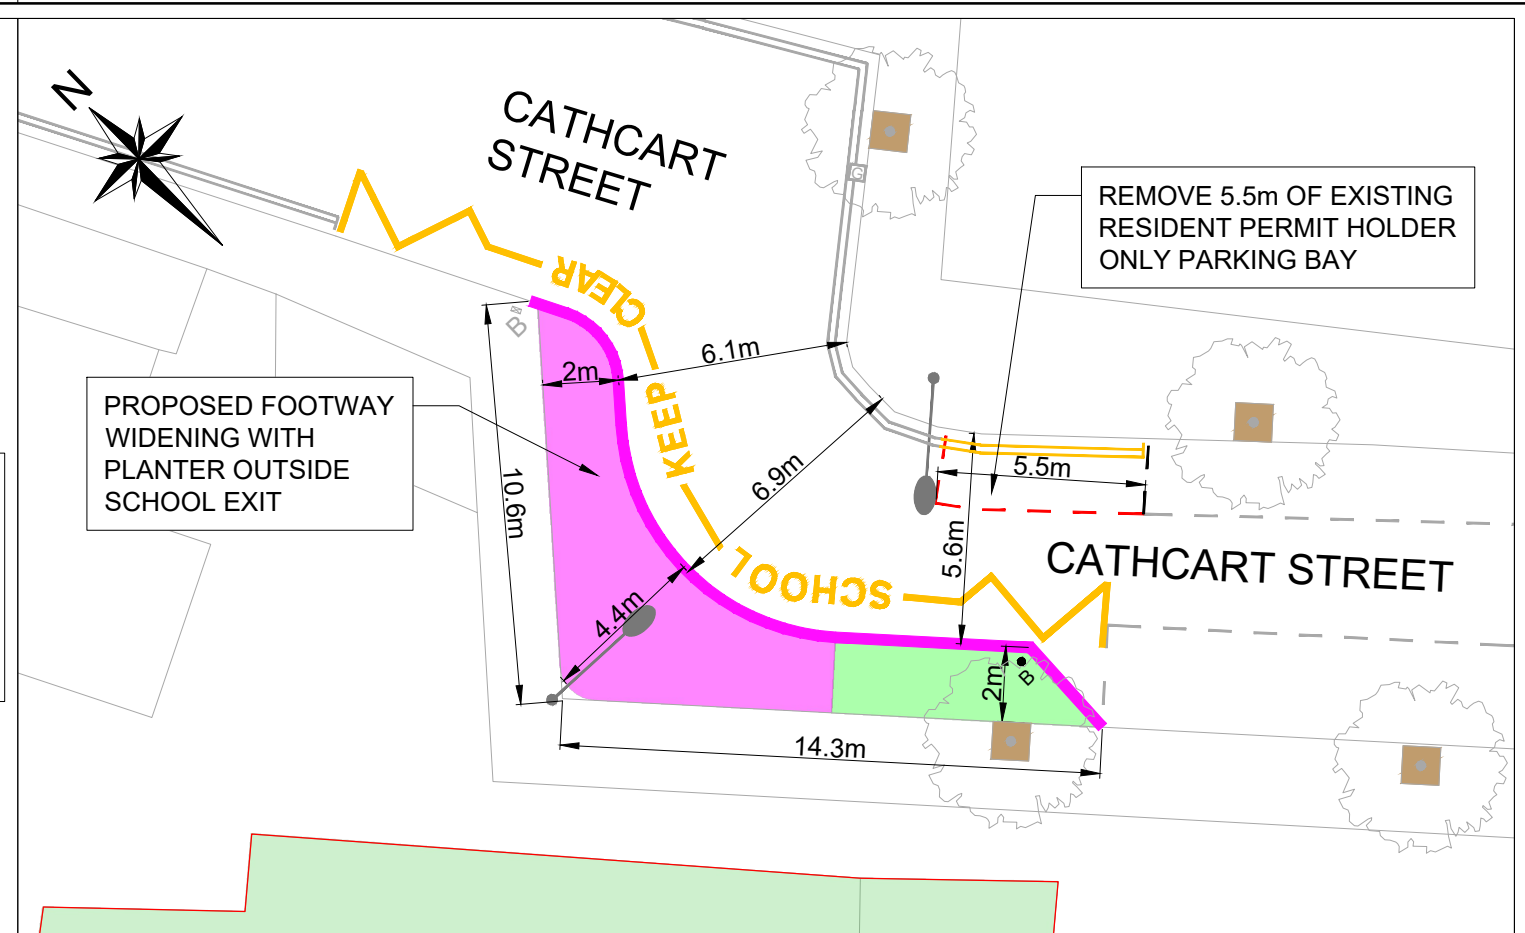 N
CATHCART
STREET
G
REMOVE 5.5m OF EXISTING
RESIDENT PERMIT HOLDER
ONLY PARKING BAY
CLEAR
B
6.1m
2m
PROPOSED FOOTWAY
WIDENING WITH
PLANTER OUTSIDE
SCHOOL EXIT
KEEP
10.6m
6.9m
5.5m
5.6m
CATHCART STREET
SCHOOL
4.4m
2m
B
14.3m